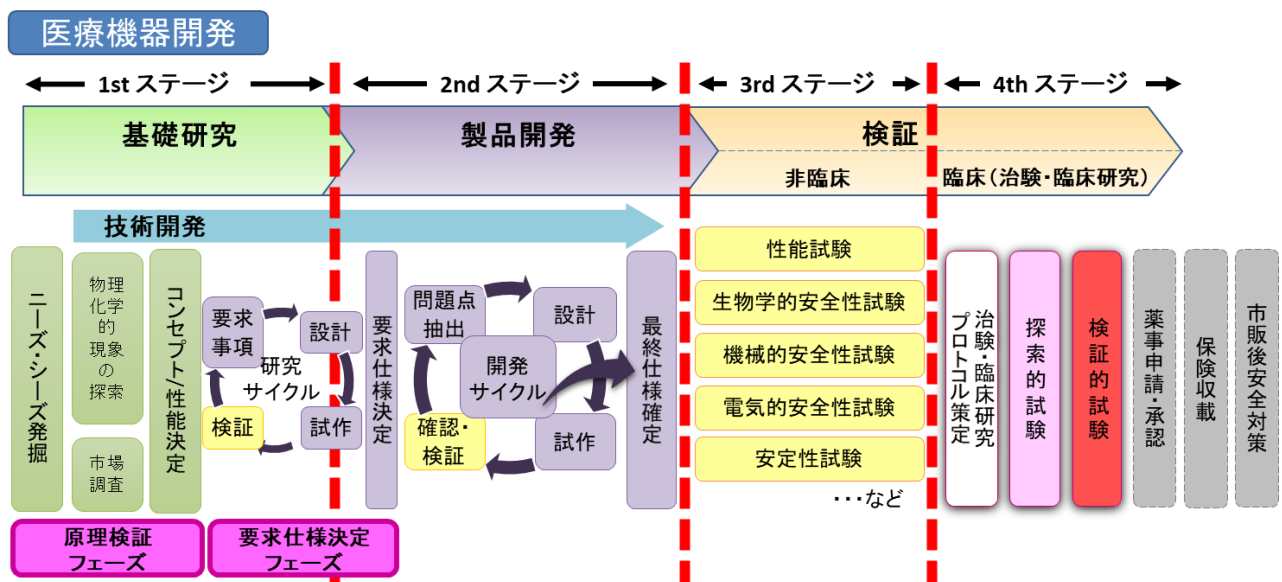 医療機器開発
1st ステージ
2nd ステージ
3rd ステージ
4th ステージ
基礎研究
製品開発
検証
非臨床
臨床（治験・臨床研究）
技術開発
ニーズ・シーズ発掘
物理
化学
的
現象
の
探索
市場
調査
コンセプト/性能決定
要求
事項
設計
研究
サイクル
検証
試作
要求仕様決定
問題点
抽出
設計
開発
サイクル
確認・
検証
試作
最終仕様確定
性能試験
生物学的安全性試験
機械的安全性試験
電気的安全性試験
安定性試験
・・・など
治験・臨床研究
プロトコル策定
探索的試験
検証的試験
薬事申請・承認
保険収載
市販後安全対策
原理検証
フェーズ
要求仕様決定
フェーズ